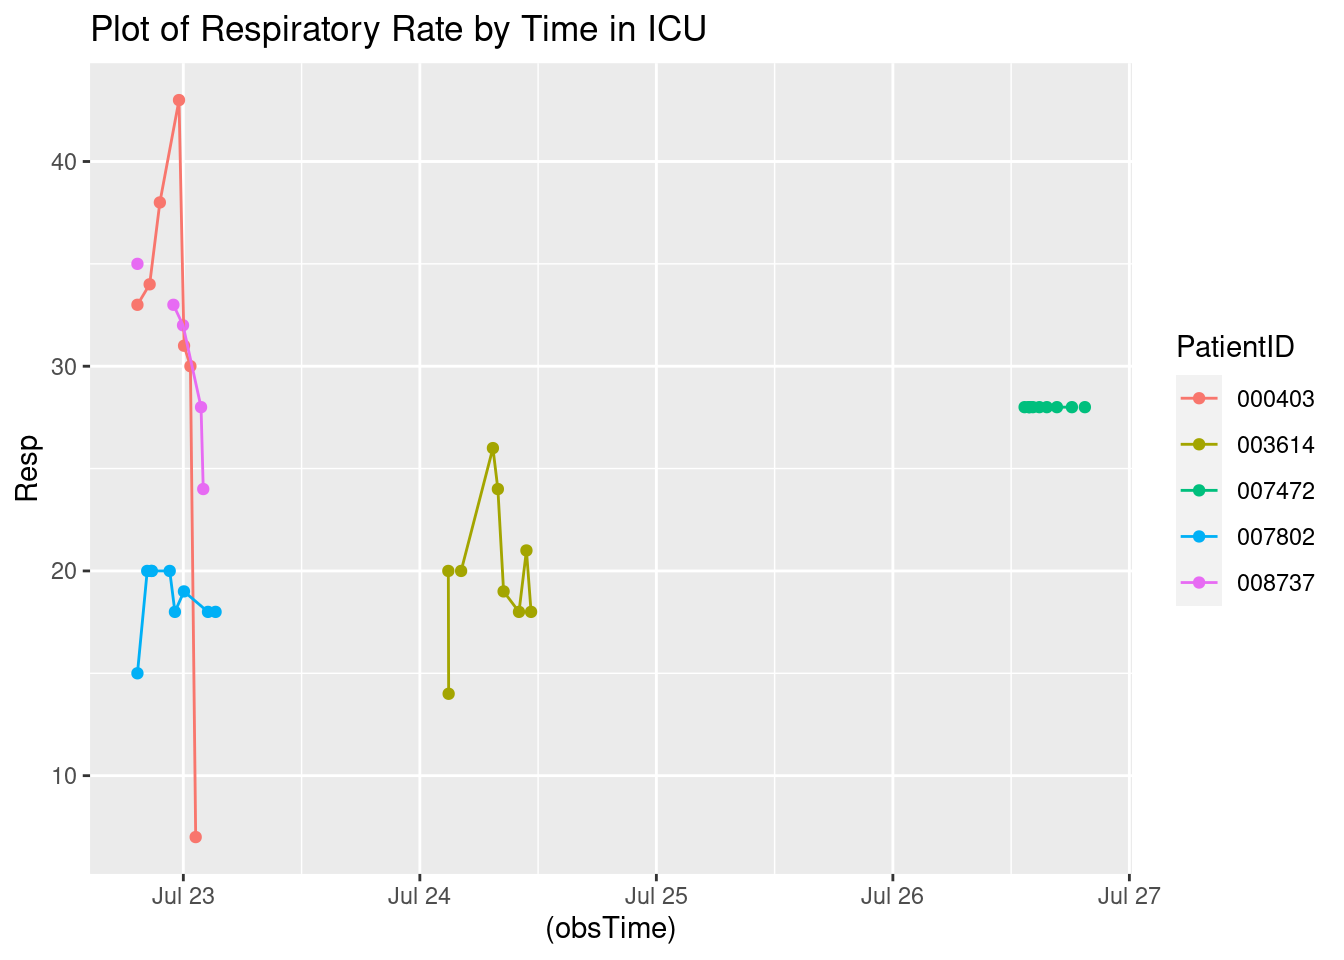 Plot of Respiratory Rate by Time in ICU
Resp
40
30
20
10
Jul 23
Jul 24
Jul 25
Jul 26
Jul 27
(obsTime)
PatientID
000403
003614
007472
007802
008737